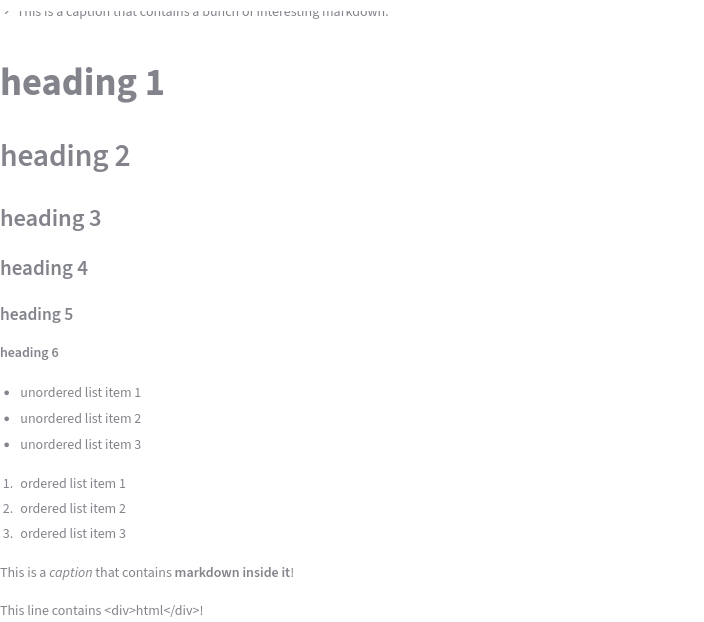 This is a caption that contains a bunch of interesting markdown:
heading 1
heading 2
heading 3
heading 4
heading 5
heading 6
• unordered list item 1
• unordered list item 2
• unordered list item 3
1. ordered list item 1
2. ordered list item 2
3. ordered list item 3
This is a caption that contains markdown inside it!
This line contains <div>html</div>!